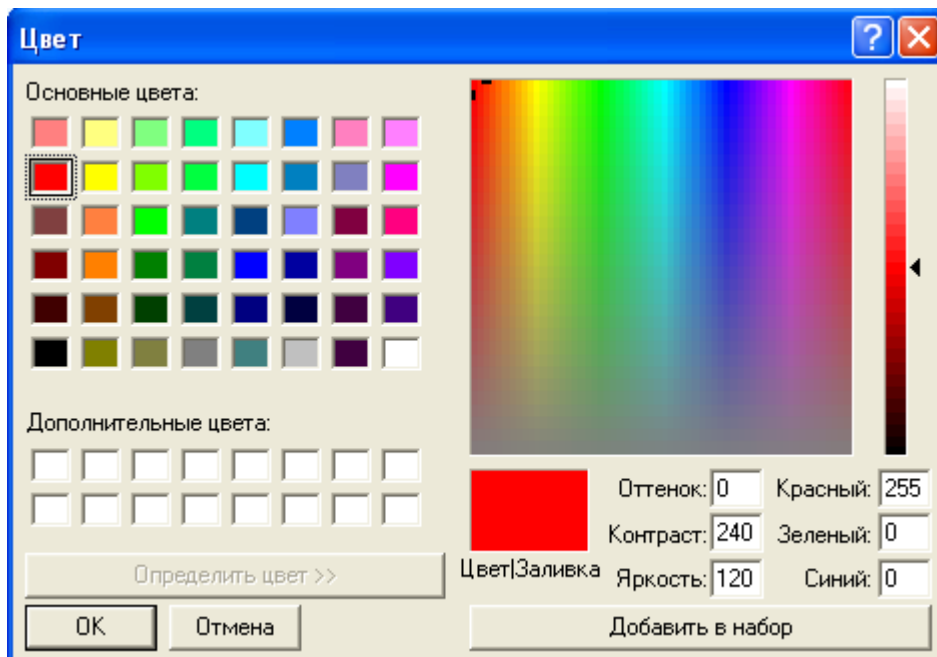 Цвет
Основные цвета:
Дополнительные цвета:
Определить цвет >>
OK
Отмена
Цвет|Заливка
Оттенок: 0
Красный: 255
Контраст: 240
Зеленый: 0
Яркость: 120
Синий: 0
Добавить в набор